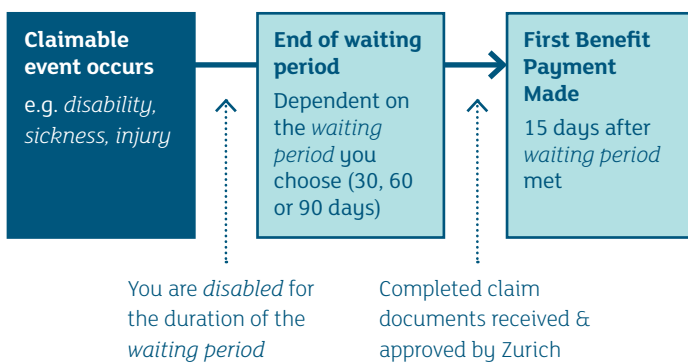 Claimable
event occurs
e.g. disability,
sickness, injury
End of waiting
period
Dependent on
the waiting
period you
choose (30, 60
or 90 days)
First Benefit
Payment
Made
15 days after
waiting period
met
You are disabled for
the duration of the
waiting period
Completed claim
documents received &
approved by Zurich